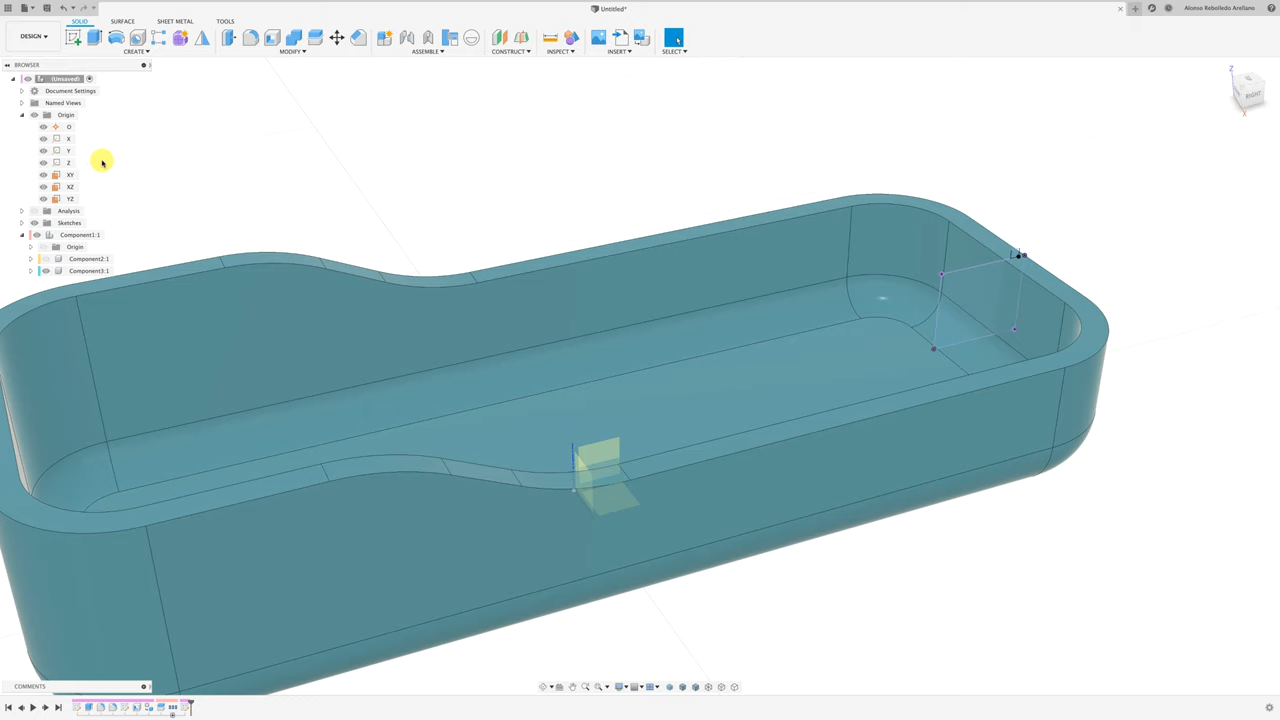 Untitled*
Alonso Rebolledo Arellano
DESIGN
SOLID
SURFACE
SHEET METAL
TOOLS
CREATE
MODIFY
ASSEMBLE
CONSTRUCT
INSPECT
INSERT
SELECT
BROWSER
(Unsaved)
Document Settings
Named Views
Origin
O
X
Y
Z
XY
XZ
YZ
Analysis
Sketches
Component1:1
Origin
Component2:1
Component3:1
Z
RIGHT
X
COMMENTS